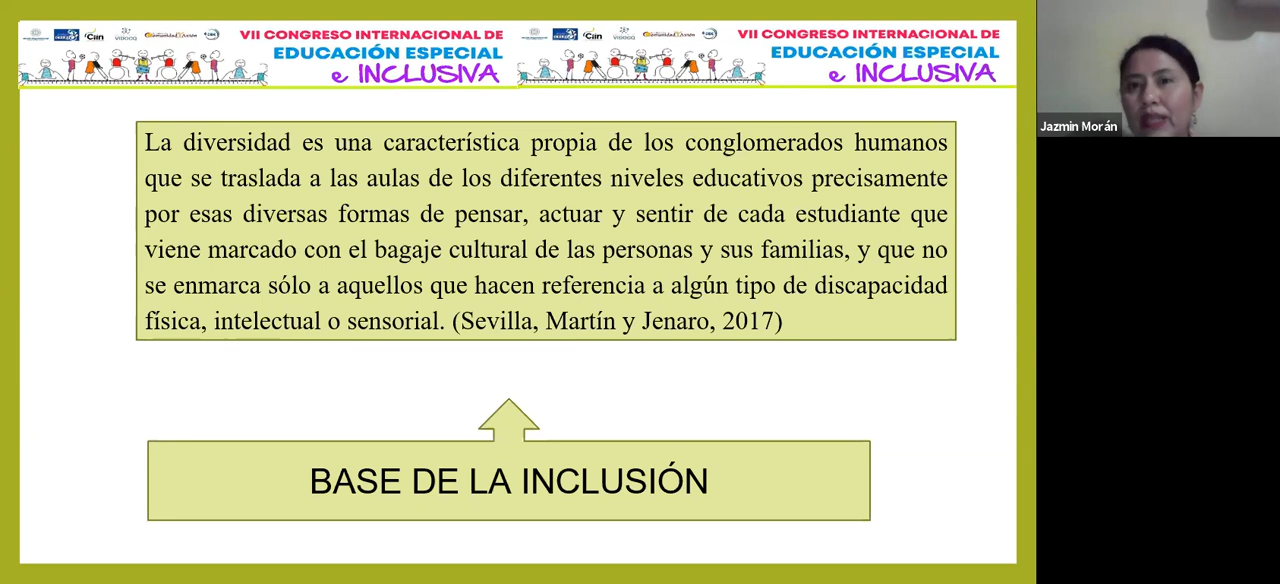 VII CONGRESO INTERNACIONAL DE
EDUCACIÓN ESPECIAL
e INCLUSIVA
VII CONGRESO INTERNACIONAL DE
EDUCACIÓN ESPECIAL
e INCLUSIVA
Jazmin Morán
La diversidad es una característica propia de los conglomerados humanos
que se traslada a las aulas de los diferentes niveles educativos precisamente
por esas diversas formas de pensar, actuar y sentir de cada estudiante que
viene marcado con el bagaje cultural de las personas y sus familias, y que no
se enmarca sólo a aquellos que hacen referencia a algún tipo de discapacidad
física, intelectual o sensorial. (Sevilla, Martín y Jenaro, 2017)
BASE DE LA INCLUSIÓN